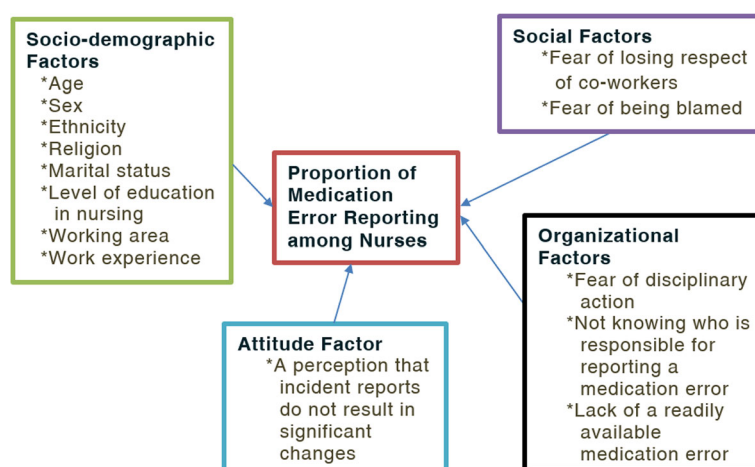 Socio-demographic
Factors
*Age
*Sex
*Ethnicity
*Religion
*Marital status
*Level of education
in nursing
*Working area
*Work experience
Social Factors
*Fear of losing respect
of co-workers
*Fear of being blamed
Proportion of
Medication
Error Reporting
among Nurses
Attitude Factor
*A perception that
incident reports
do not result in
significant
changes
Organizational
Factors
*Fear of disciplinary
action
*Not knowing who is
responsible for
reporting a
medication error
*Lack of a readily
available
medication error